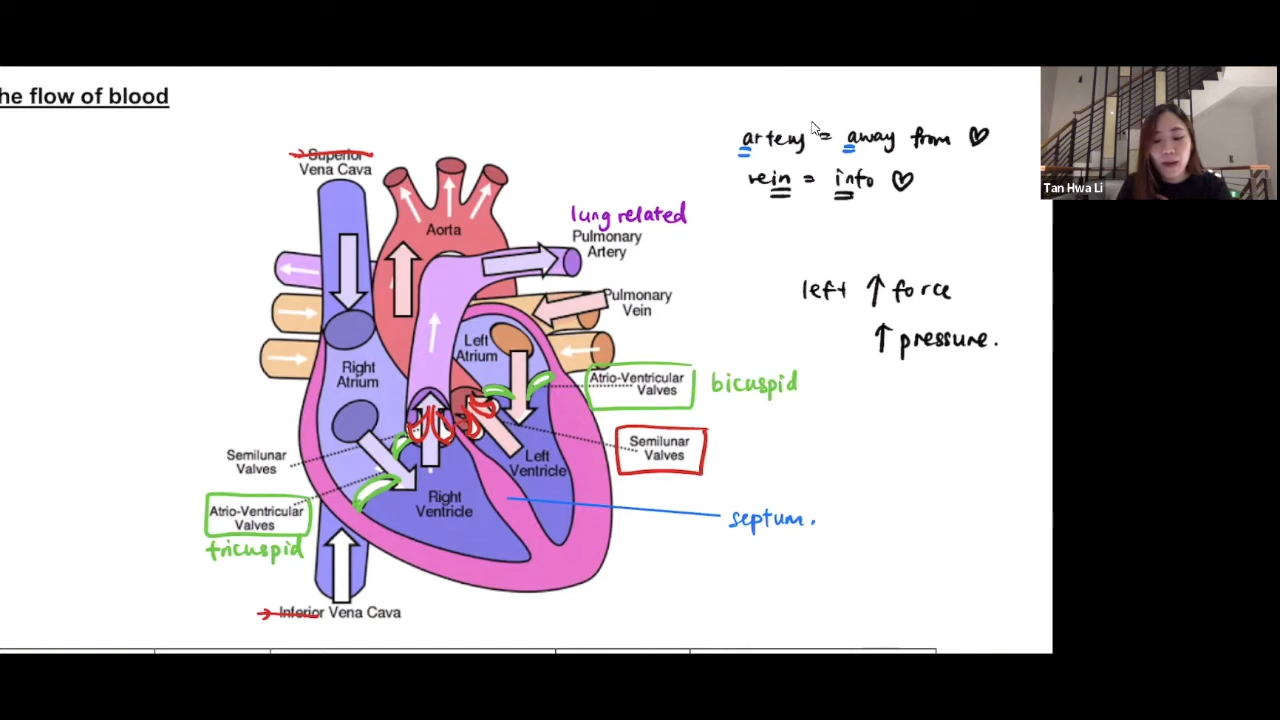 he flow of blood
Superior
Vena Cava
artery = away from ♡
vein = into ♡
Tan Hwa Li
Aorta
lung related
Pulmonary
Artery
Pulmonary
Vein
left ↑ force
↑ pressure.
Left
Atrium
Right
Atrium
Atrio-Ventricular
Valves
bicuspid
Semilunar
Valves
Semilunar
Valves
Left
Ventricle
Right
Ventricle
Atrio-Ventricular
Valves
tricuspid
septum.
Inferior Vena Cava